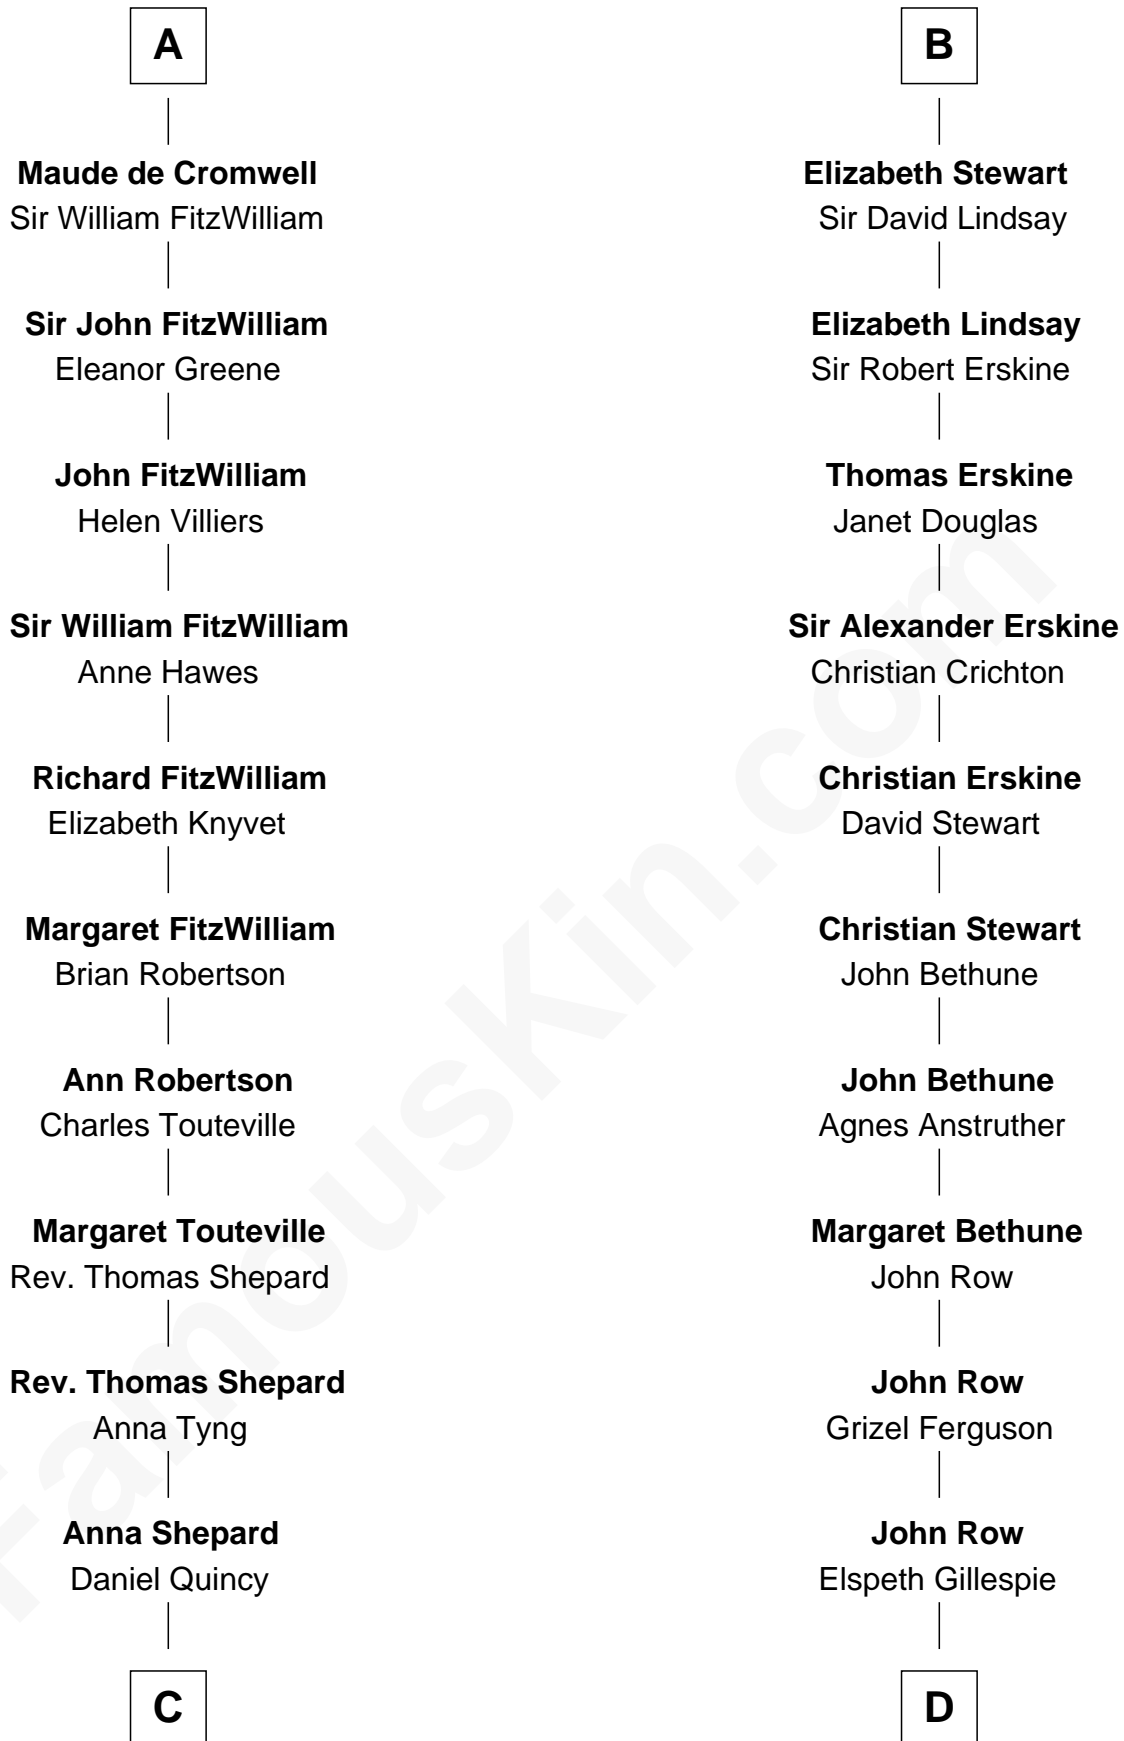 A
Maude de Cromwell
Sir William FitzWilliam
Sir John FitzWilliam
Eleanor Greene
John FitzWilliam
Helen Villiers
Sir William FitzWilliam
Anne Hawes
Richard FitzWilliam
Elizabeth Knyvet
Margaret FitzWilliam
Brian Robertson
Ann Robertson
Charles Touteville
Margaret Touteville
Rev. Thomas Shepard
Rev. Thomas Shepard
Anna Tyng
Anna Shepard
Daniel Quincy
C
B
Elizabeth Stewart
Sir David Lindsay
Elizabeth Lindsay
Sir Robert Erskine
Thomas Erskine
Janet Douglas
Sir Alexander Erskine
Christian Crichton
Christian Erskine
David Stewart
Christian Stewart
John Bethune
John Bethune
Agnes Anstruther
Margaret Bethune
John Row
John Row
Grizel Ferguson
John Row
Elspeth Gillespie
D
FamousKin.com